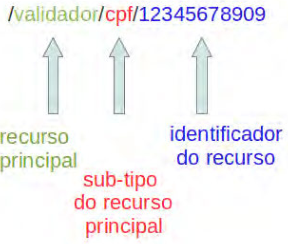 /validador/cpf/12345678909
recurso
principal
sub-tipo
do recurso
principal
identificador
do recurso